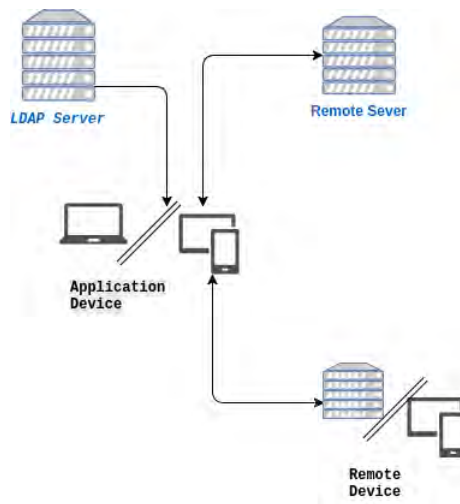 LDAP Server
Remote Sever
Application
Device
Remote
Device